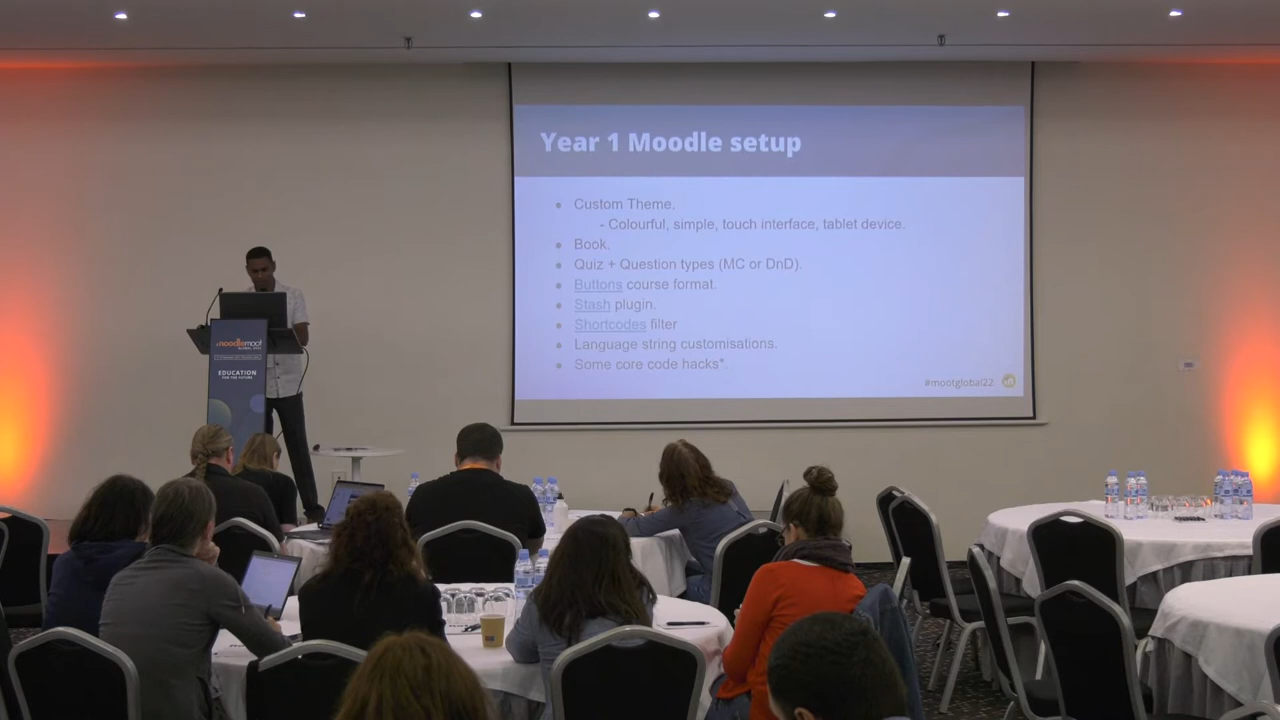 Year 1 Moodle setup
Custom Theme.
- Colourful, simple, touch interface, tablet device.
Book.
Quiz + Question types (MC or DnD).
Buttons course format.
Stash plugin.
Shortcodes filter
Language string customisations.
Some core code hacks*.
#mootglobal22
moodlemoot
GLOBAL 2022
EDUCATION
FOR THE FUTURE